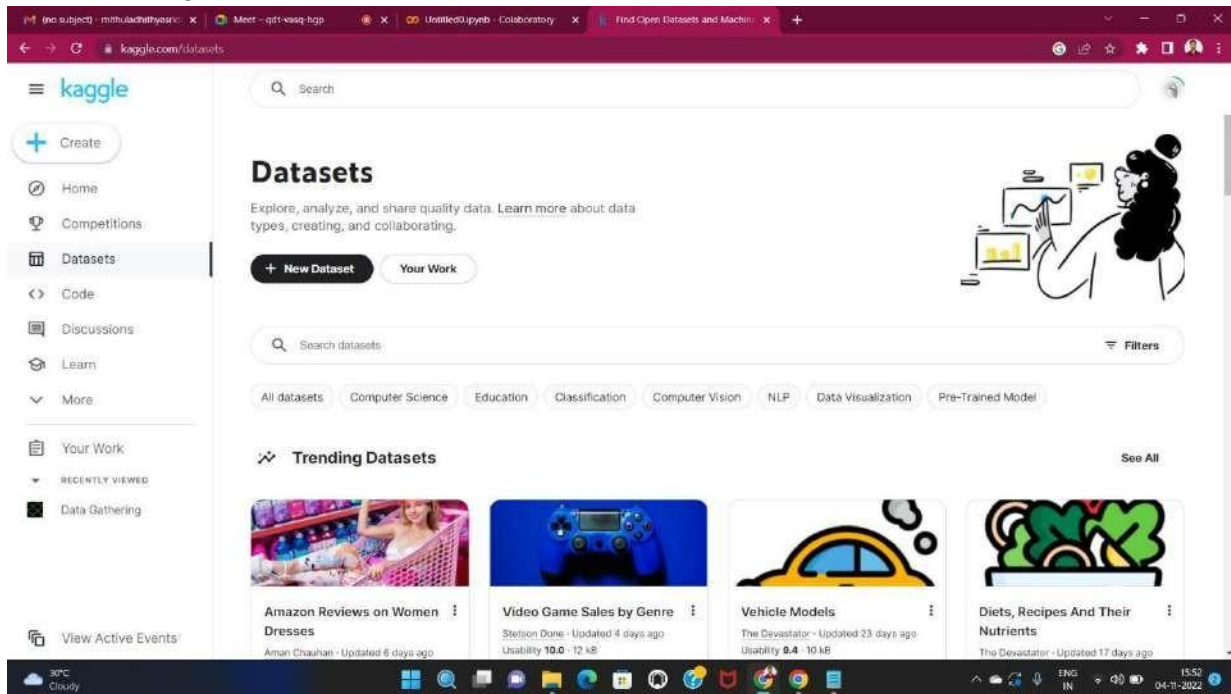 (no subject) - mithuladhithyasri
Meet – qdt-vasq-hgp
Untitled0.ipynb - Colaboratory
Find Open Datasets and Machin
kaggle.com/datasets
kaggle
Search
Create
Home
Competitions
Datasets
Code
Discussions
Learn
More
Your Work
RECENTLY VIEWED
Data Gathering
View Active Events
Datasets
Explore, analyze, and share quality data. Learn more about data
types, creating, and collaborating.
+ New Dataset
Your Work
Search datasets
Filters
All datasets Computer Science Education Classification Computer Vision NLP Data Visualization Pre-Trained Model
Trending Datasets
See All
Amazon Reviews on Women
Dresses
Aman Chauhan · Updated 6 days ago
Video Game Sales by Genre
Stetson Done · Updated 4 days ago
Usability 10.0 · 12 kB
Vehicle Models
The Devastator · Updated 23 days ago
Usability 9.4 · 10 kB
Diets, Recipes And Their
Nutrients
The Devastator · Updated 17 days ago
30°C
Cloudy
ENG
IN
15:52
04-11-2022